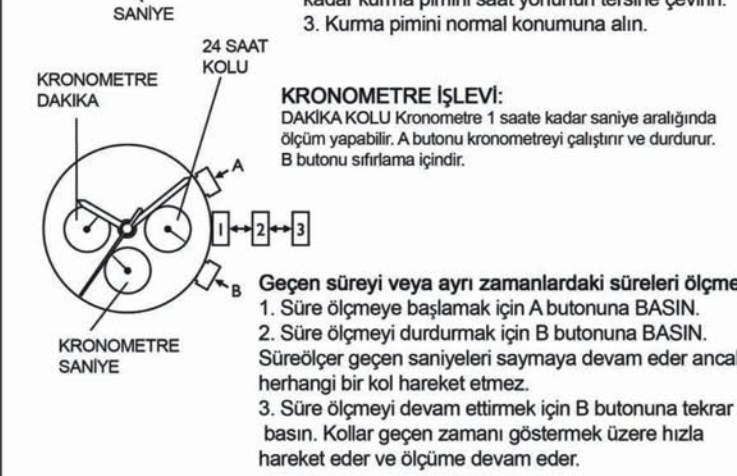 SANİYE
kadar kurma pimini saat yönünün tersine çevirin.
3. Kurma pimini normal konumuna alın.
24 SAAT
KOLU
KRONOMETRE
DAKIKA
KRONOMETRE İŞLEVİ:
DAKİKA KOLU Kronometre 1 saate kadar saniye aralığında
ölçüm yapabilir. A butonu kronometreyi çalıştırır ve durdurur.
B butonu sıfırlama içindir.
A
1 2 3
B
Geçen süreyi veya ayrı zamanlardaki süreleri ölçme
1. Süre ölçmeye başlamak için A butonuna BASIN.
2. Süre ölçmeyi durdurmak için B butonuna BASIN.
Süreölçer geçen saniyeleri saymaya devam eder ancak
herhangi bir kol hareket etmez.
3. Süre ölçmeyi devam ettirmek için B butonuna tekrar
basın. Kollar geçen zamanı göstermek üzere hızla
hareket eder ve ölçüme devam eder.
KRONOMETRE
SANİYE